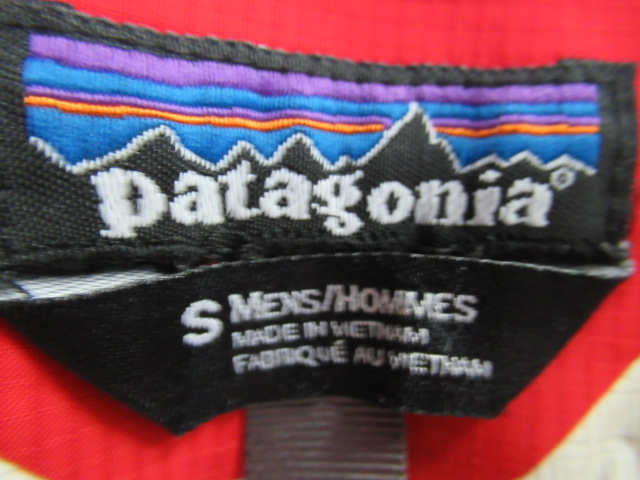 patagonia®
S MENS/HOMMES
MADE IN VIETNAM
FABRIQUÉ AU VIETNAM